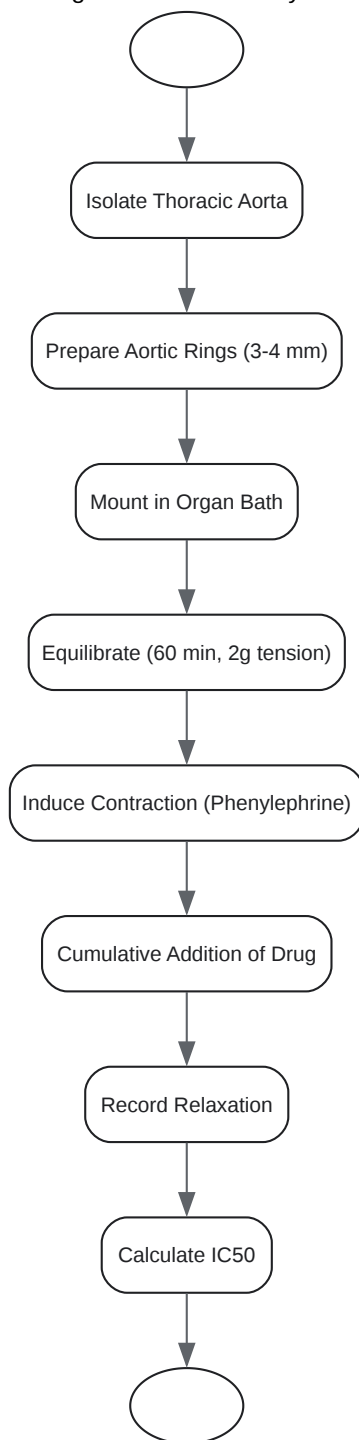 Isolate Thoracic Aorta
Prepare Aortic Rings (3-4 mm)
Mount in Organ Bath
Equilibrate (60 min, 2g tension)
Induce Contraction (Phenylephrine)
Cumulative Addition of Drug
Record Relaxation
Calculate IC50